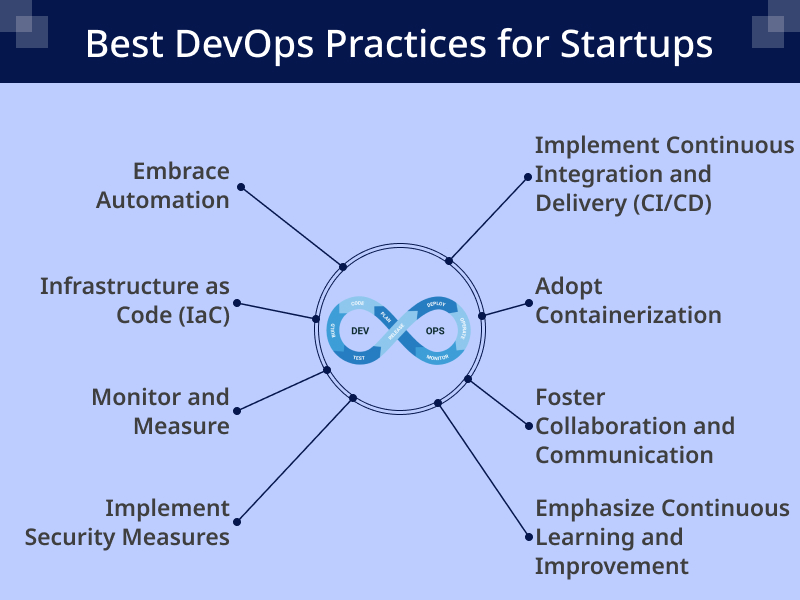 Best DevOps Practices for Startups
Embrace
Automation
Infrastructure as
Code (IaC)
Monitor and
Measure
Implement
Security Measures
Implement Continuous
Integration and
Delivery (CI/CD)
Adopt
Containerization
Foster
Collaboration and
Communication
Emphasize Continuous
Learning and
Improvement
CODE
BUILD
PLAN
TEST
DEV
RELEASE
DEPLOY
OPERATE
MONITOR
OPS